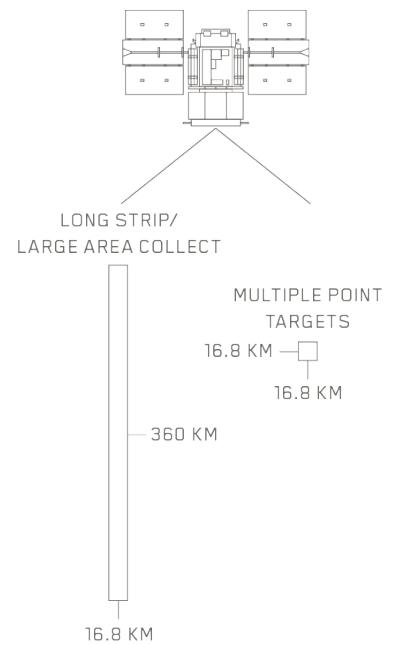 LONG STRIP/
LARGE AREA COLLECT
360 KM
16.8 KM
MULTIPLE POINT
TARGETS
16.8 KM
16.8 KM